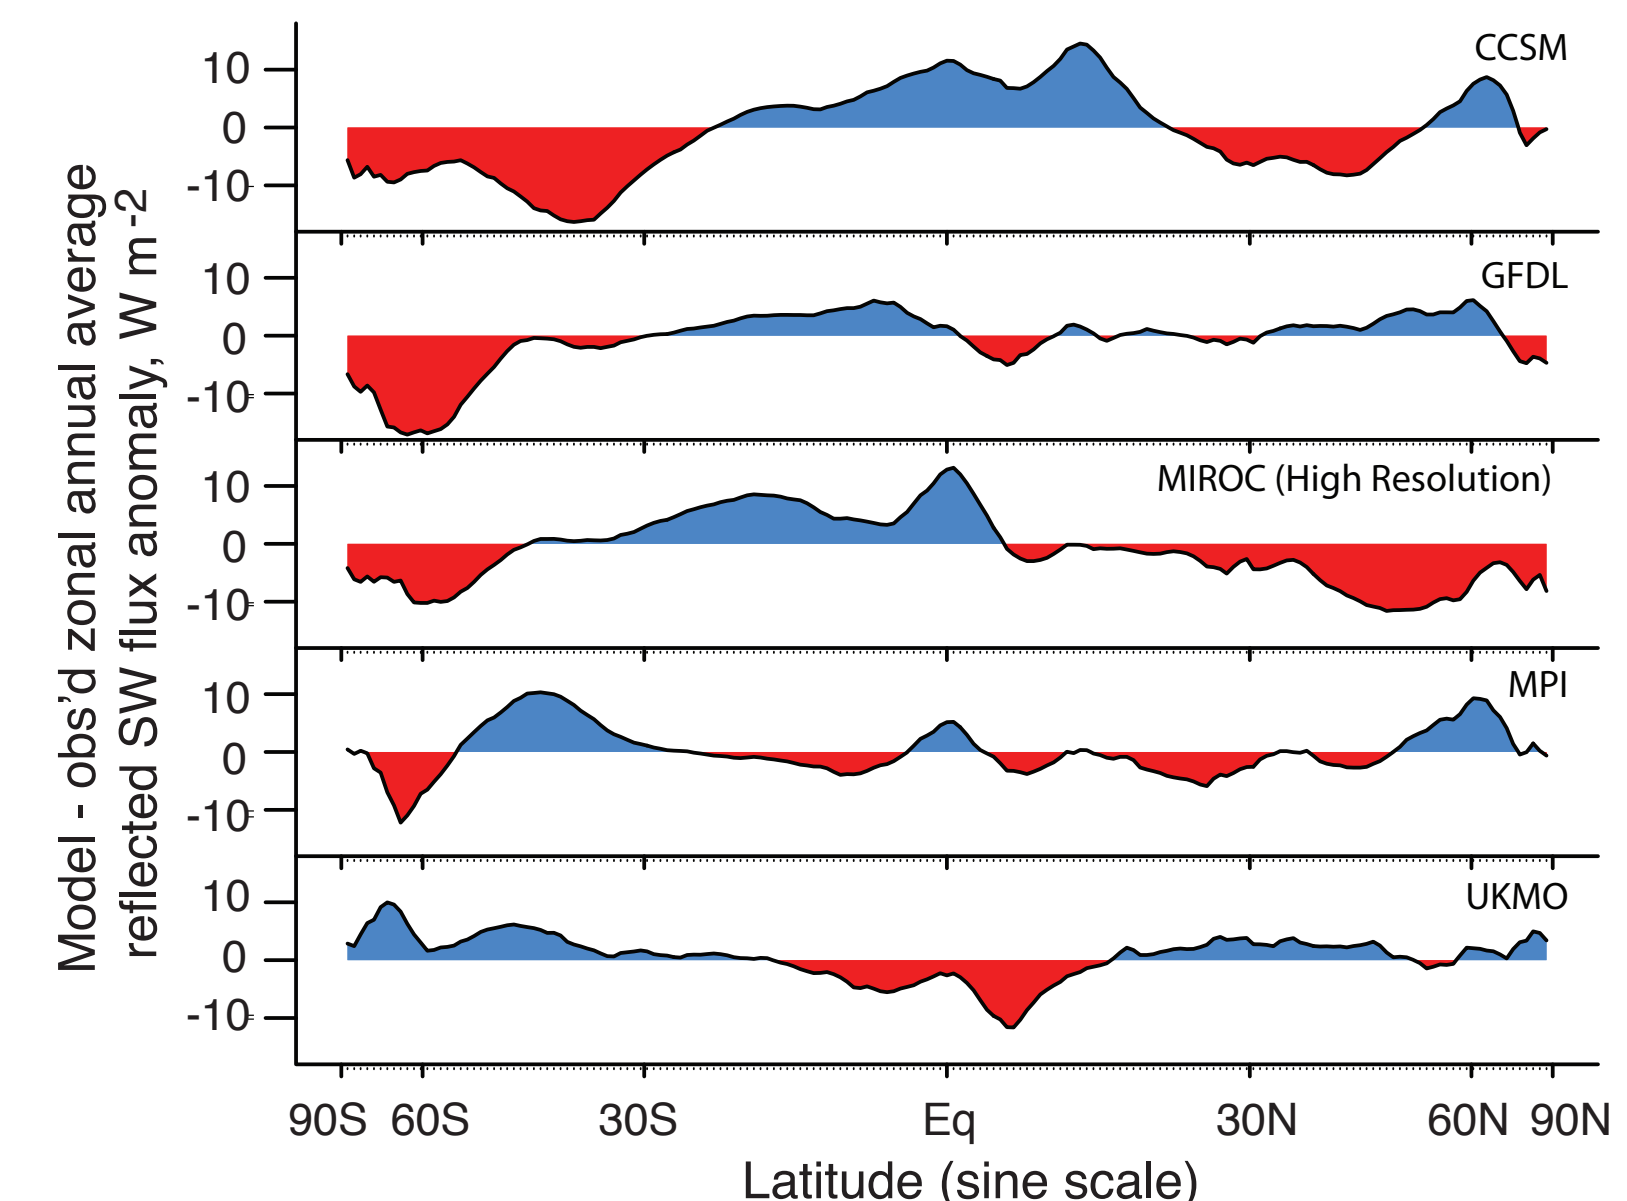 Model - obs'd zonal annual average
reflected SW flux anomaly, W m-2
CCSM
10
0
-10
GFDL
10
0
-10
MIROC (High Resolution)
10
0
-10
MPI
10
0
-10
UKMO
10
0
-10
90S 60S 30S Eq 30N 60N 90N
Latitude (sine scale)